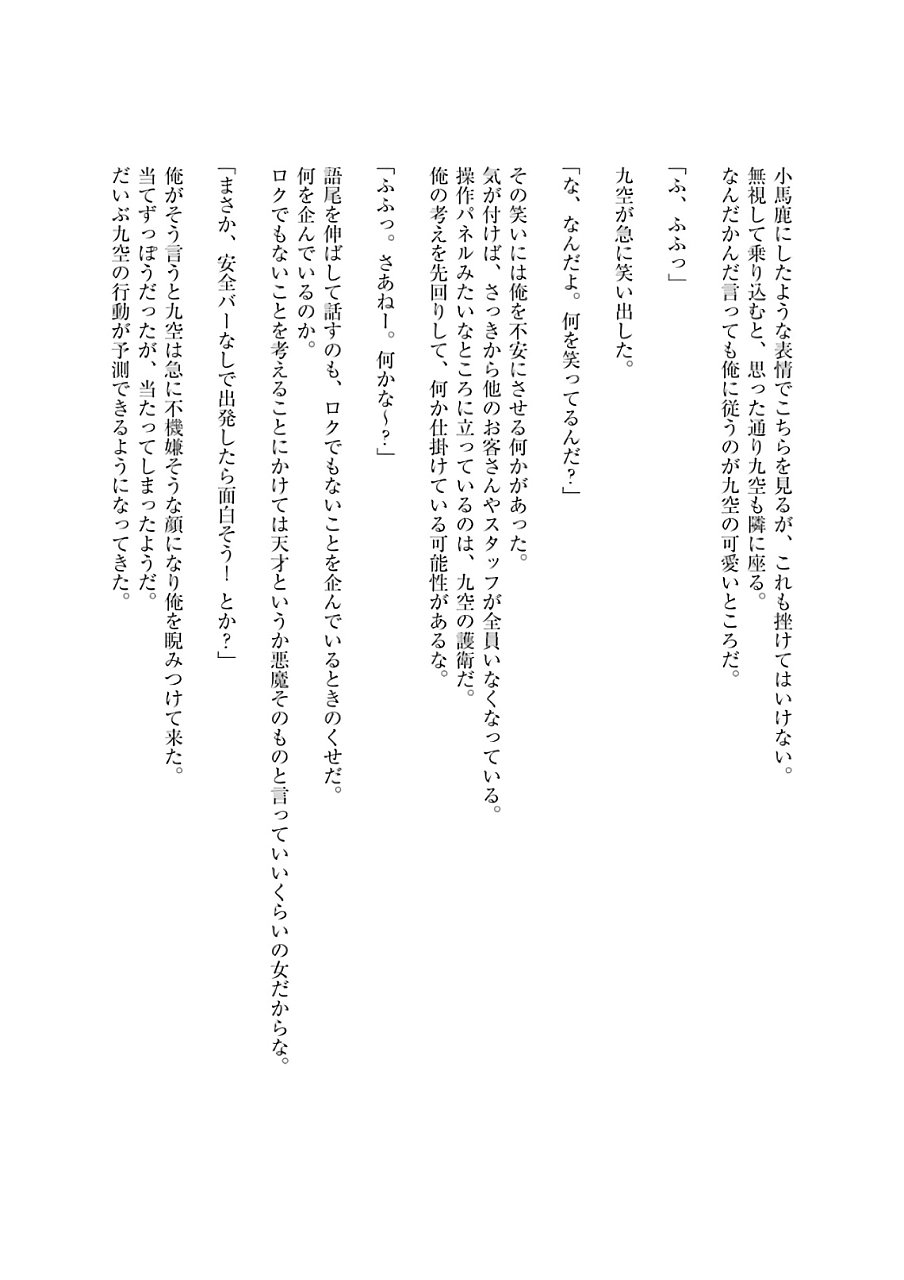 小馬鹿にしたような表情でこちらを見るが、これも挫けてはいけない。
無視して乗り込むと、思った通り九空も隣に座る。
なんだかんだ言っても俺に従うのが九空の可愛いところだ。
「ふ、ふふっ」
九空が急に笑い出した。
「な、なんだよ。何を笑ってるんだ？」
その笑いには俺を不安にさせる何かがあった。
気が付けば、さっきから他のお客さんやスタッフが全員いなくなっている。
操作パネルみたいなところに立っているのは、九空の護衛だ。
俺の考えを先回りして、何か仕掛けている可能性があるな。
「ふふっ。さあねー。何かな～？」
語尾を伸ばして話すのも、ロクでもないことを企んでいるときのくせだ。
何を企んでいるのか。
ロクでもないことを考えることにかけては天才というか悪魔そのものと言っていいくらいの女だからな。
「まさか、安全バーなしで出発したら面白そう！ とか？」
俺がそう言うと九空は急に不機嫌そうな顔になり俺を睨みつけて来た。
当てずっぽうだったが、当たってしまったようだ。
だいぶ九空の行動が予測できるようになってきた。